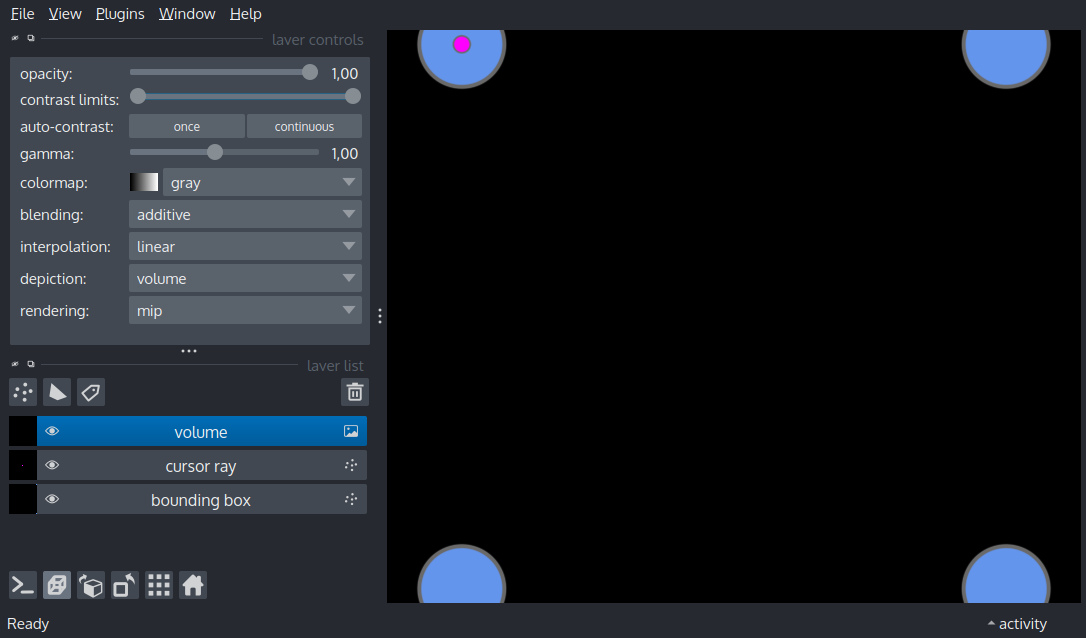 File View Plugins Window Help
layer controls
opacity: 1,00
contrast limits:
auto-contrast: once continuous
gamma: 1,00
colormap: gray
blending: additive
interpolation: linear
depiction: volume
rendering: mip
layer list
volume
cursor ray
bounding box
Ready activity